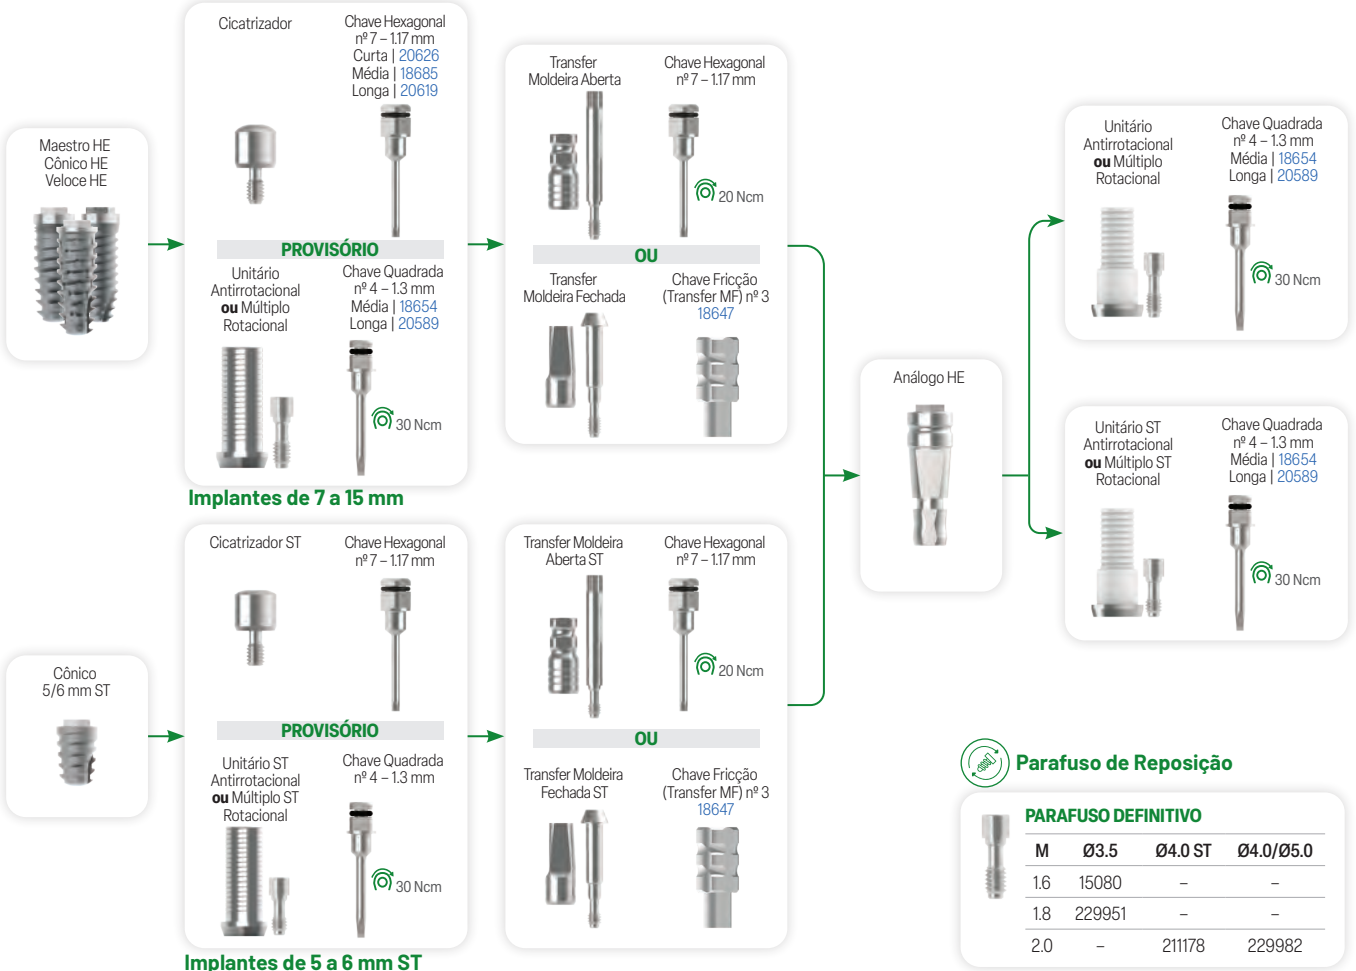 Maestro HE
Cônico HE
Veloce HE
Cicatrizador
Chave Hexagonal
nº 7 – 1.17 mm
Curta | 20626
Média | 18685
Longa | 20619
PROVISÓRIO
Unitário
Antirrotacional
ou Múltiplo
Rotacional
Chave Quadrada
nº 4 – 1.3 mm
Média | 18654
Longa | 20589
30 Ncm
Implantes de 7 a 15 mm
Transfer
Moldeira Aberta
Chave Hexagonal
nº 7 – 1.17 mm
20 Ncm
OU
Transfer
Moldeira Fechada
Chave Fricção
(Transfer MF) nº 3
18647
Cônico
5/6 mm ST
Cicatrizador ST
Chave Hexagonal
nº 7 – 1.17 mm
PROVISÓRIO
Unitário ST
Antirrotacional
ou Múltiplo ST
Rotacional
Chave Quadrada
nº 4 – 1.3 mm
30 Ncm
Implantes de 5 a 6 mm ST
Transfer Moldeira
Aberta ST
Chave Hexagonal
nº 7 – 1.17 mm
20 Ncm
OU
Transfer Moldeira
Fechada ST
Chave Fricção
(Transfer MF) nº 3
18647
Análogo HE
Unitário
Antirrotacional
ou Múltiplo
Rotacional
Chave Quadrada
nº 4 – 1.3 mm
Média | 18654
Longa | 20589
30 Ncm
Unitário ST
Antirrotacional
ou Múltiplo ST
Rotacional
Chave Quadrada
nº 4 – 1.3 mm
Média | 18654
Longa | 20589
30 Ncm
Parafuso de Reposição
PARAFUSO DEFINITIVO
M Ø3.5 Ø4.0 ST Ø4.0/Ø5.0
1.6 15080 – –
1.8 229951 – –
2.0 – 211178 229982